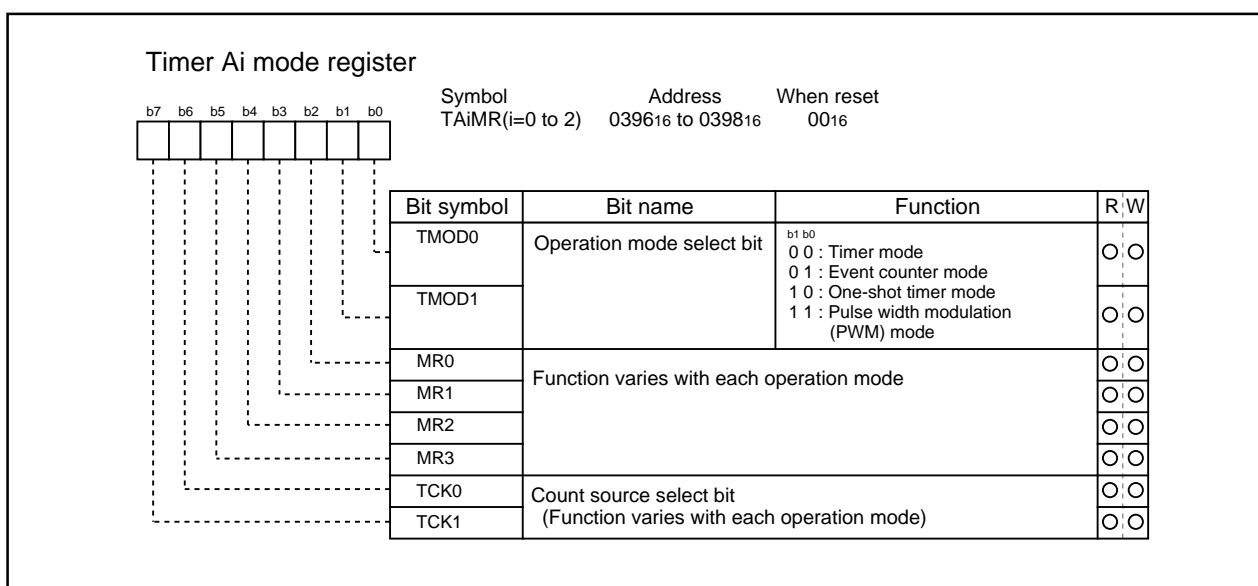 Timer Ai mode register
Symbol Address When reset
TAiMR(i=0 to 2) 039616 to 039816 0016
b7 b6 b5 b4 b3 b2 b1 b0
Bit symbol Bit name Function R W
TMOD0 Operation mode select bit b1 b0
0 0 : Timer mode
0 1 : Event counter mode
TMOD1 1 0 : One-shot timer mode
1 1 : Pulse width modulation
(PWM) mode
MR0 Function varies with each operation mode
MR1
MR2
MR3
TCK0 Count source select bit
TCK1 (Function varies with each operation mode)